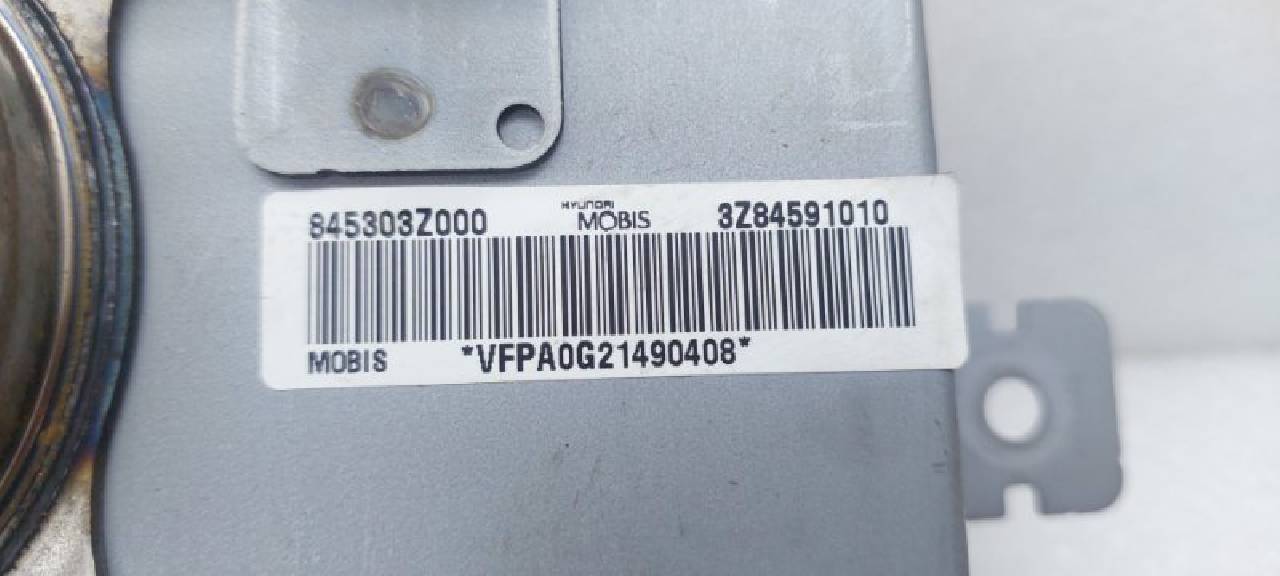 845303Z000 HYUNDAI MOBIS 3Z84591010
MOBIS *VFPA0G21490408*